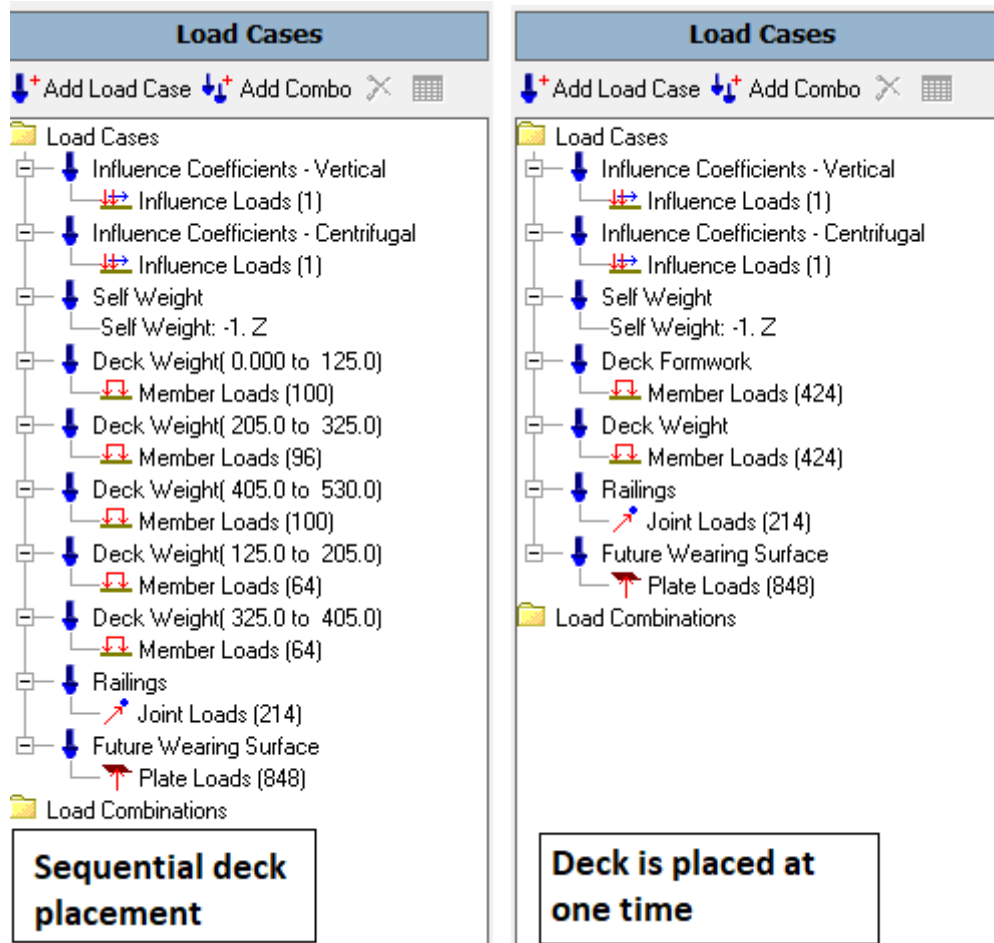 Load Cases
Add Load Case Add Combo
Load Cases
Influence Coefficients - Vertical
Influence Loads (1)
Influence Coefficients - Centrifugal
Influence Loads (1)
Self Weight
Self Weight: -1. Z
Deck Weight( 0.000 to 125.0)
Member Loads (100)
Deck Weight( 205.0 to 325.0)
Member Loads (96)
Deck Weight( 405.0 to 530.0)
Member Loads (100)
Deck Weight( 125.0 to 205.0)
Member Loads (64)
Deck Weight( 325.0 to 405.0)
Member Loads (64)
Railings
Joint Loads (214)
Future Wearing Surface
Plate Loads (848)
Load Combinations
Sequential deck
placement
Load Cases
Add Load Case Add Combo
Load Cases
Influence Coefficients - Vertical
Influence Loads (1)
Influence Coefficients - Centrifugal
Influence Loads (1)
Self Weight
Self Weight: -1. Z
Deck Formwork
Member Loads (424)
Deck Weight
Member Loads (424)
Railings
Joint Loads (214)
Future Wearing Surface
Plate Loads (848)
Load Combinations
Deck is placed at
one time